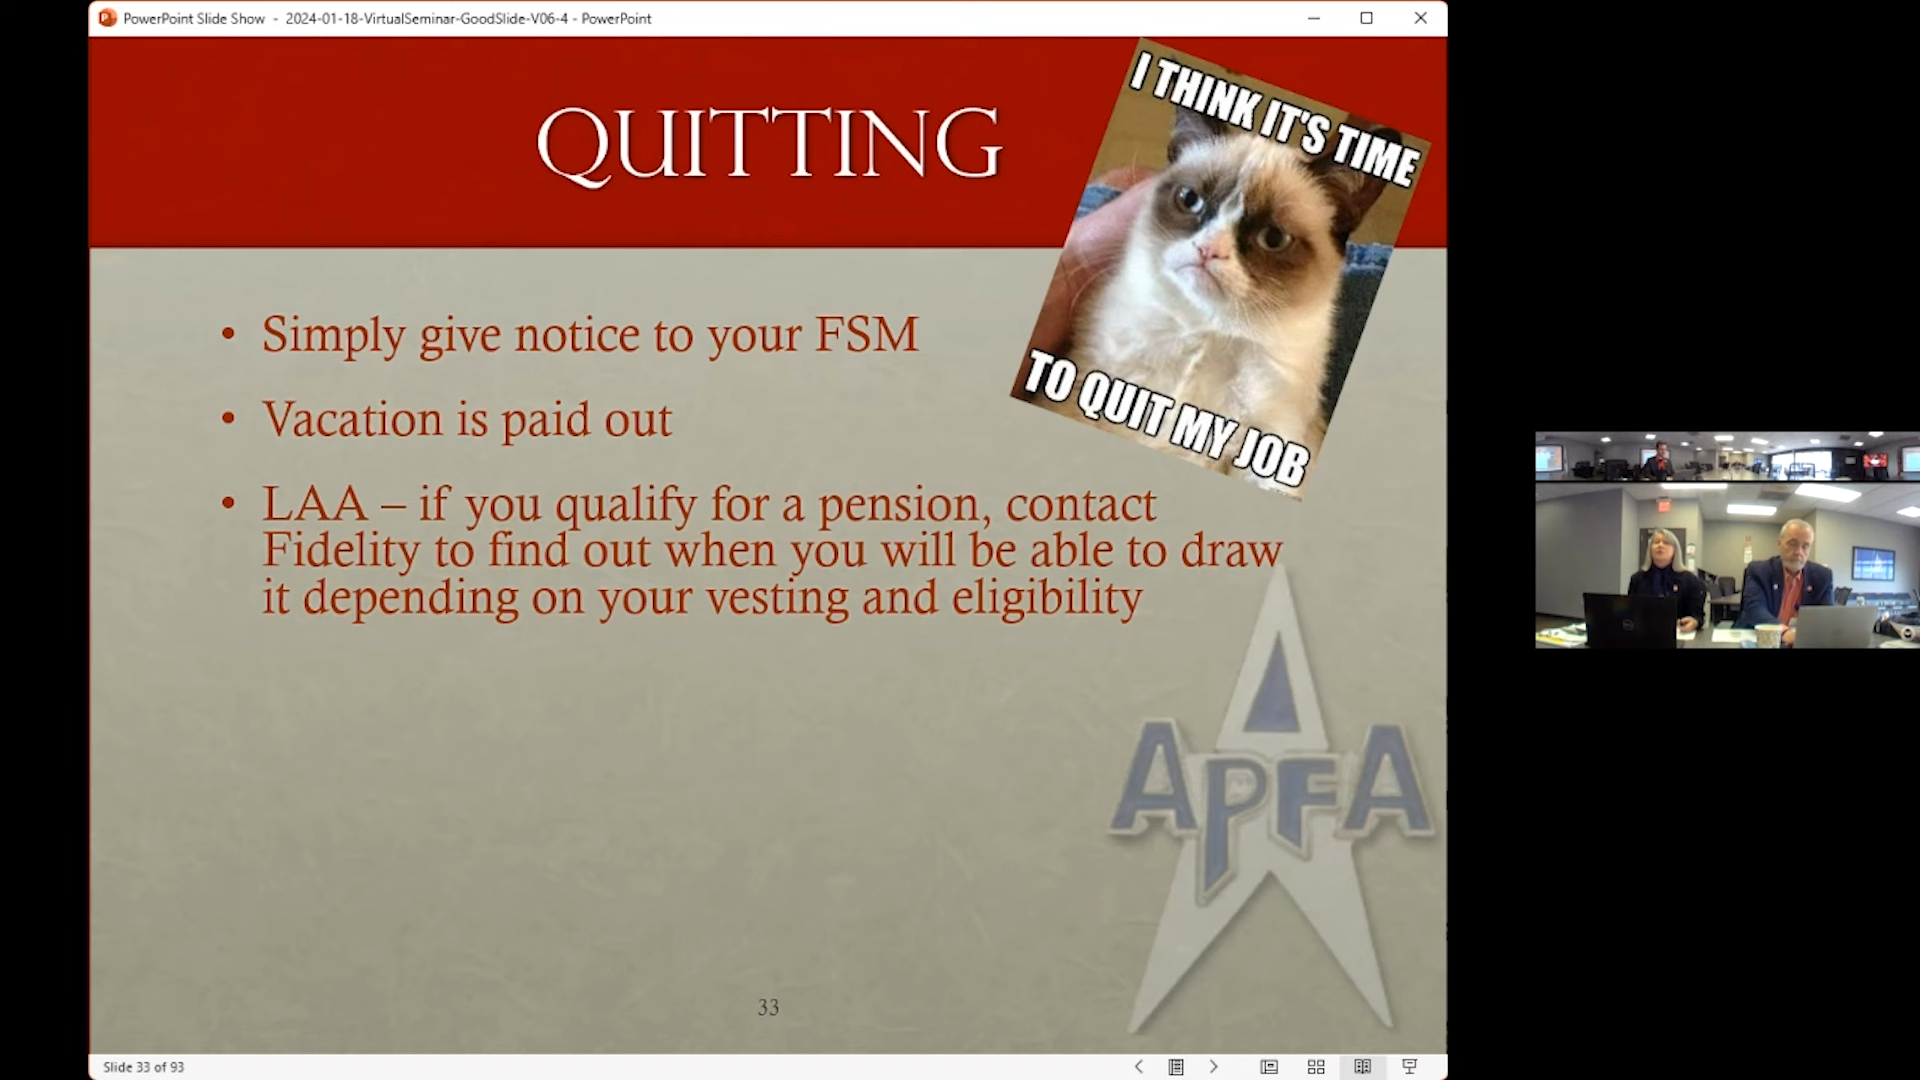 PowerPoint Slide Show - 2024-01-18-VirtualSeminar-GoodSlide-V06-4 - PowerPoint
QUITTING
I THINK IT'S TIME
TO QUIT MY JOB
• Simply give notice to your FSM
• Vacation is paid out
• LAA – if you qualify for a pension, contact
Fidelity to find out when you will be able to draw
it depending on your vesting and eligibility
APFA
33
Slide 33 of 93